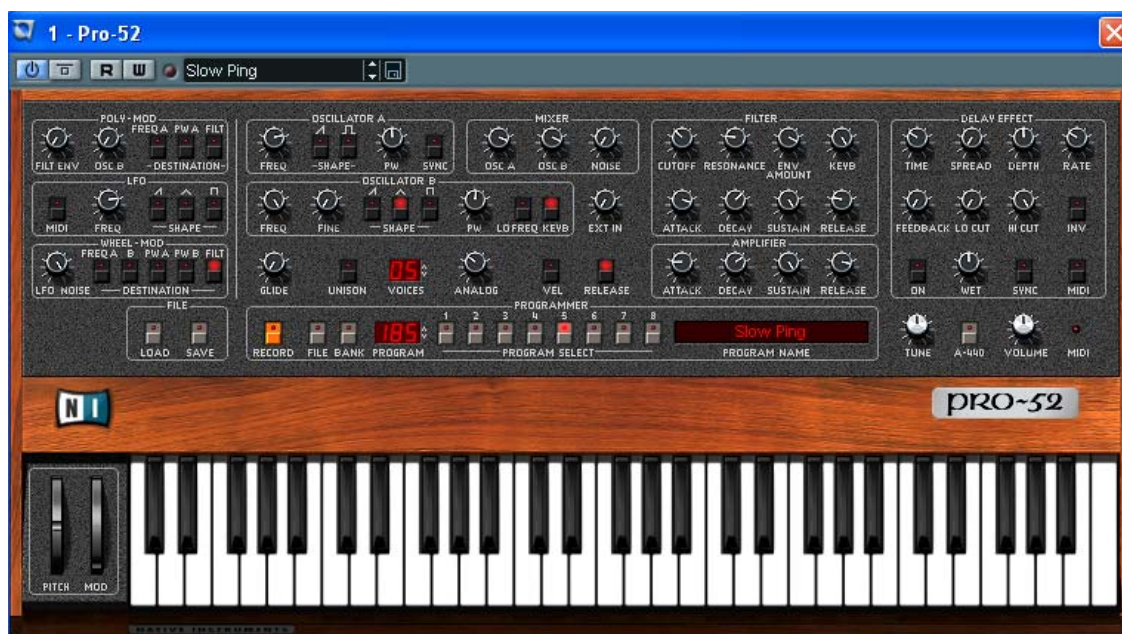 1 - Pro-52
R W Slow Ping
POLY-MOD OSCILLATOR A MIXER FILTER DELAY EFFECT
FREQ A PW A FILT
FILT ENV OSC B -DESTINATION- FREQ -SHAPE- PW SYNC OSC A OSC B NOISE CUTOFF RESONANCE ENV AMOUNT KEYB TIME SPREAD DEPTH RATE
LFO OSCILLATOR B
MIDI FREQ SHAPE FREQ FINE SHAPE PW LOFREQ KEYB EXT IN ATTACK DECAY SUSTAIN RELEASE FEEDBACK LO CUT HI CUT INV
WHEEL-MOD AMPLIFIER
FREQ A B PW A PW B FILT
05
LFO NOISE DESTINATION GLIDE UNISON VOICES ANALOG VEL RELEASE ATTACK DECAY SUSTAIN RELEASE ON WET SYNC MIDI
FILE PROGRAMMER
1 2 3 4 5 6 7 8
185 Slow Ping
LOAD SAVE RECORD FILE BANK PROGRAM PROGRAM SELECT PROGRAM NAME TUNE A-440 VOLUME MIDI
NI PRO~52
PITCH MOD
NATIVE INSTRUMENTS